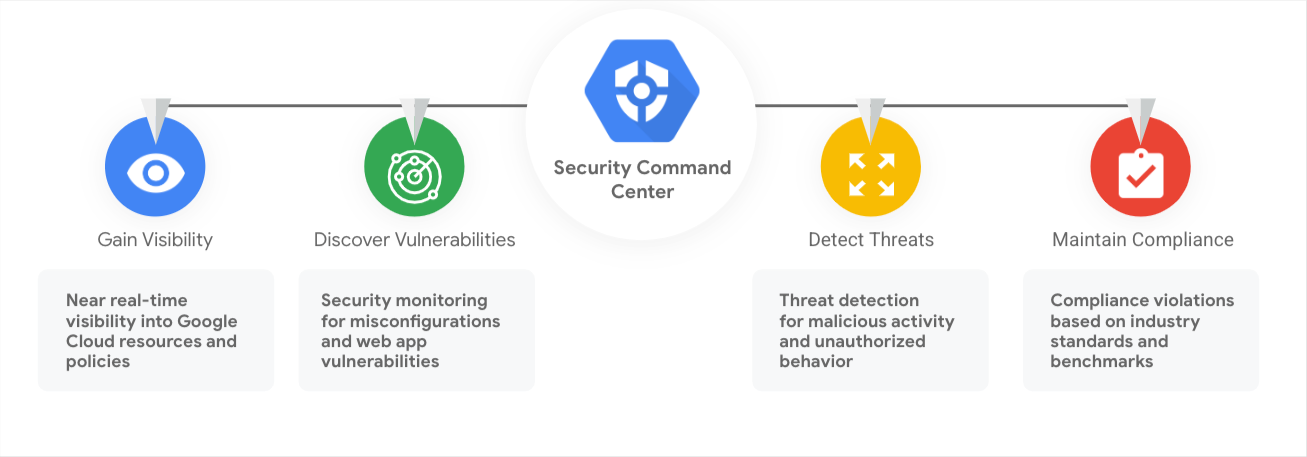 Security Command
Center
Gain Visibility
Near real-time
visibility into Google
Cloud resources and
policies
Discover Vulnerabilities
Security monitoring
for misconfigurations
and web app
vulnerabilities
Detect Threats
Threat detection
for malicious activity
and unauthorized
behavior
Maintain Compliance
Compliance violations
based on industry
standards and
benchmarks